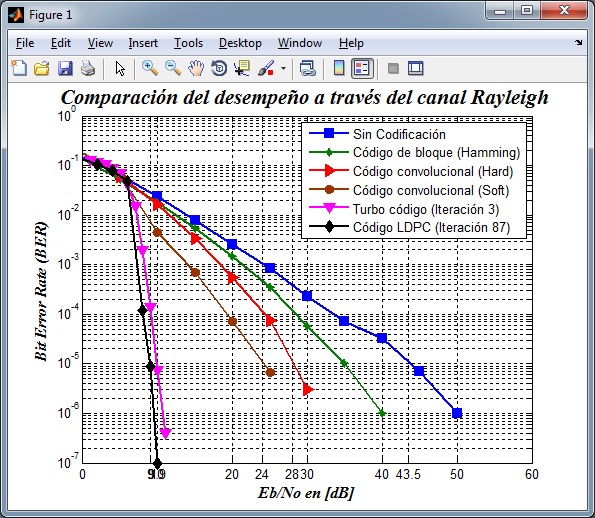 Figure 1
File Edit View Insert Tools Desktop Window Help
Comparación del desempeño a través del canal Rayleigh
Sin Codificación
Código de bloque (Hamming)
Código convolucional (Hard)
Código convolucional (Soft)
Turbo código (Iteración 3)
Código LDPC (Iteración 87)
Bit Error Rate (BER)
10^0
10^-1
10^-2
10^-3
10^-4
10^-5
10^-6
10^-7
0 20 24 28 30 40 43.5 50 60
Eb/No en [dB]